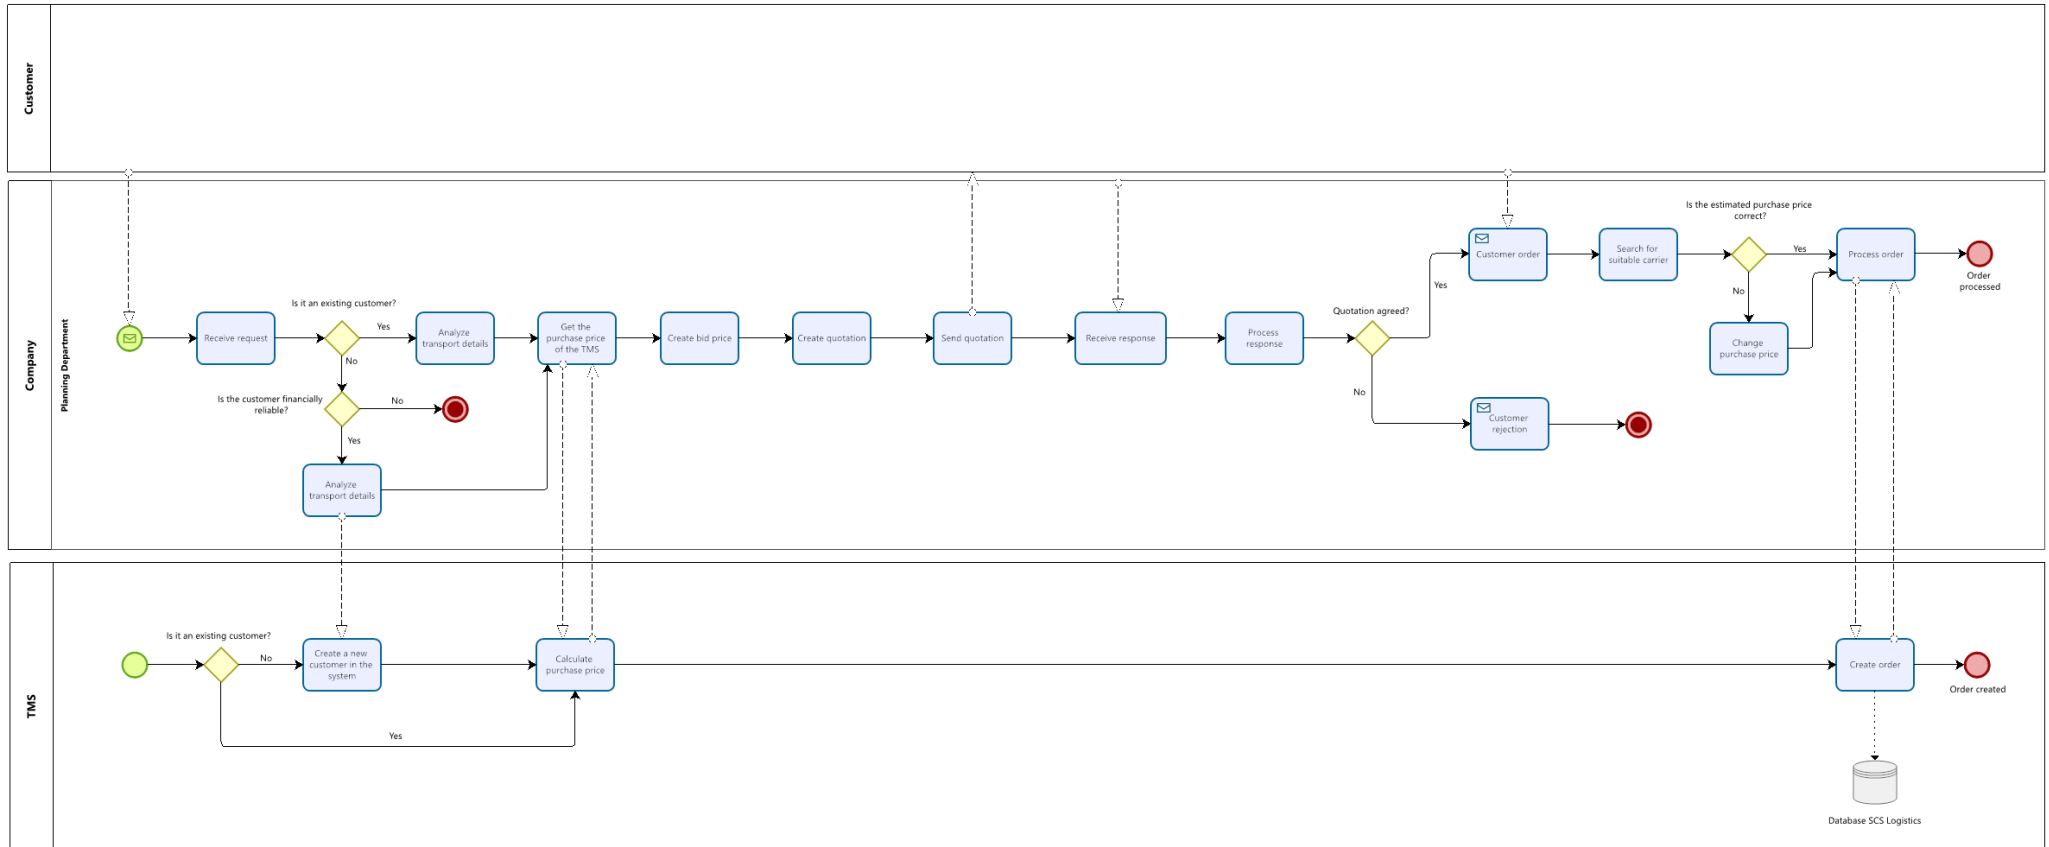 Customer
Company
Planning Department
Is the estimated purchase price
correct?
Customer order
Search for
suitable carrier
Yes
Process order
Order
processed
Yes
No
Is it an existing customer?
Quotation agreed?
Receive request
Yes
Analyze
transport details
Get the
purchase price
of the TMS
Create bid price
Create quotation
Send quotation
Receive response
Process
response
Change
purchase price
No
Is the customer financially
reliable?
No
No
Customer
rejection
Yes
Analyze
transport details
TMS
Is it an existing customer?
No
Create a new
customer in the
system
Calculate
purchase price
Create order
Order created
Yes
Database SCS Logistics